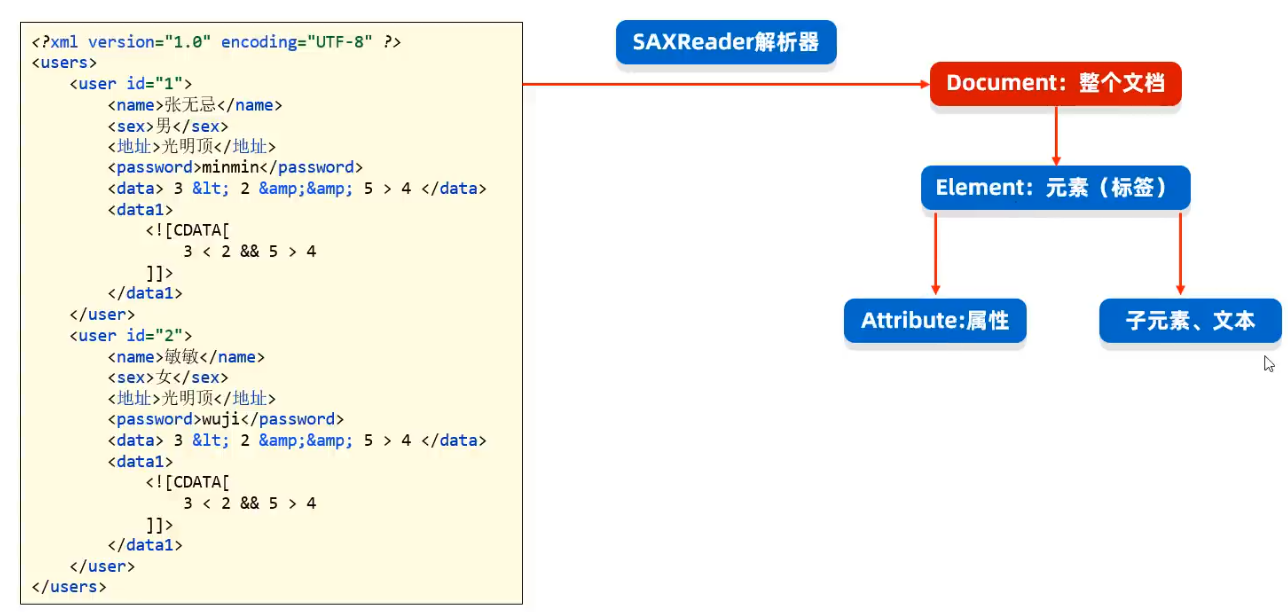 <?xml version="1.0" encoding="UTF-8" ?>
<users>
    <user id="1">
        <name>张无忌</name>
        <sex>男</sex>
        <地址>光明顶</地址>
        <password>minmin</password>
        <data> 3 &lt; 2 &amp;&amp; 5 > 4 </data>
        <data1>
            <![CDATA[
                3 < 2 && 5 > 4
            ]]>
        </data1>
    </user>
    <user id="2">
        <name>敏敏</name>
        <sex>女</sex>
        <地址>光明顶</地址>
        <password>wuji</password>
        <data> 3 &lt; 2 &amp;&amp; 5 > 4 </data>
        <data1>
            <![CDATA[
                3 < 2 && 5 > 4
            ]]>
        </data1>
    </user>
</users>
SAXReader解析器
Document：整个文档
Element：元素（标签）
Attribute:属性
子元素、文本